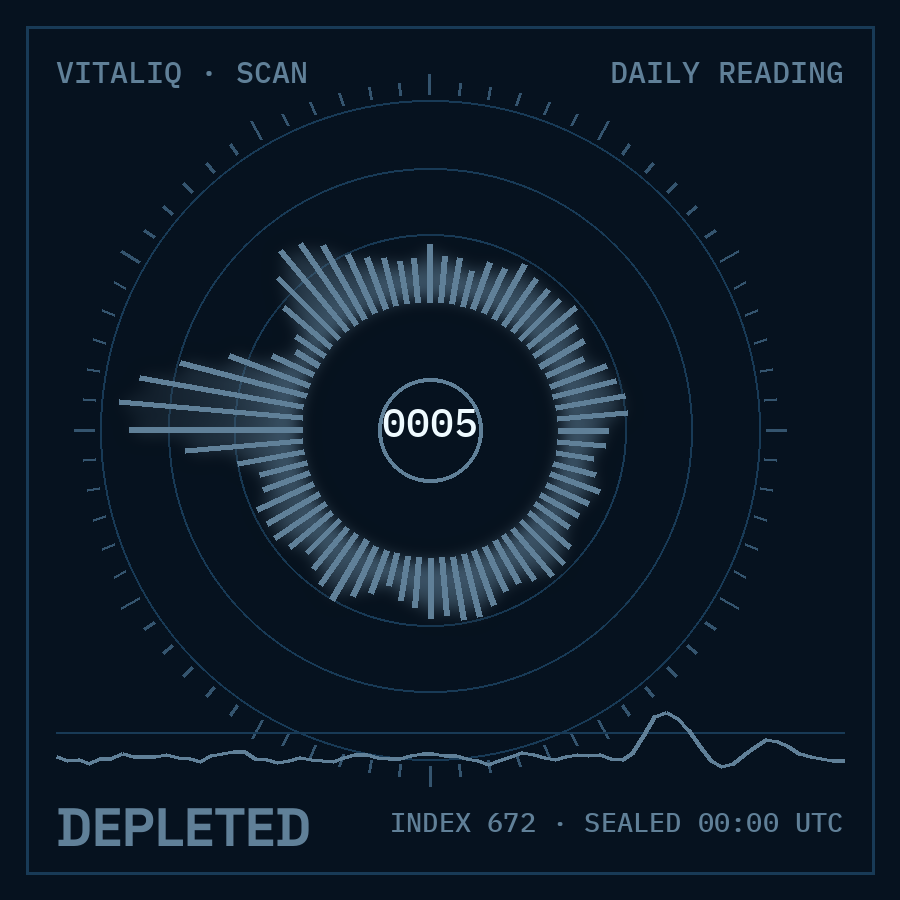 VITALIQ · SCAN
DAILY READING
0005
DEPLETED
INDEX 672 · SEALED 00:00 UTC